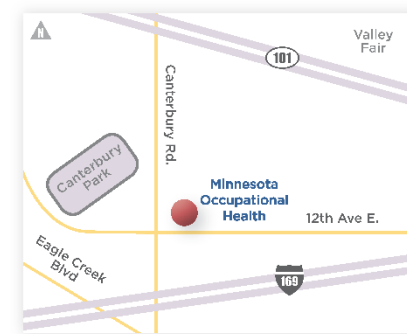 N
Valley
Fair
101
Canterbury Rd.
Canterbury
Park
Minnesota
Occupational
Health
12th Ave E.
Eagle Creek
Blvd
169